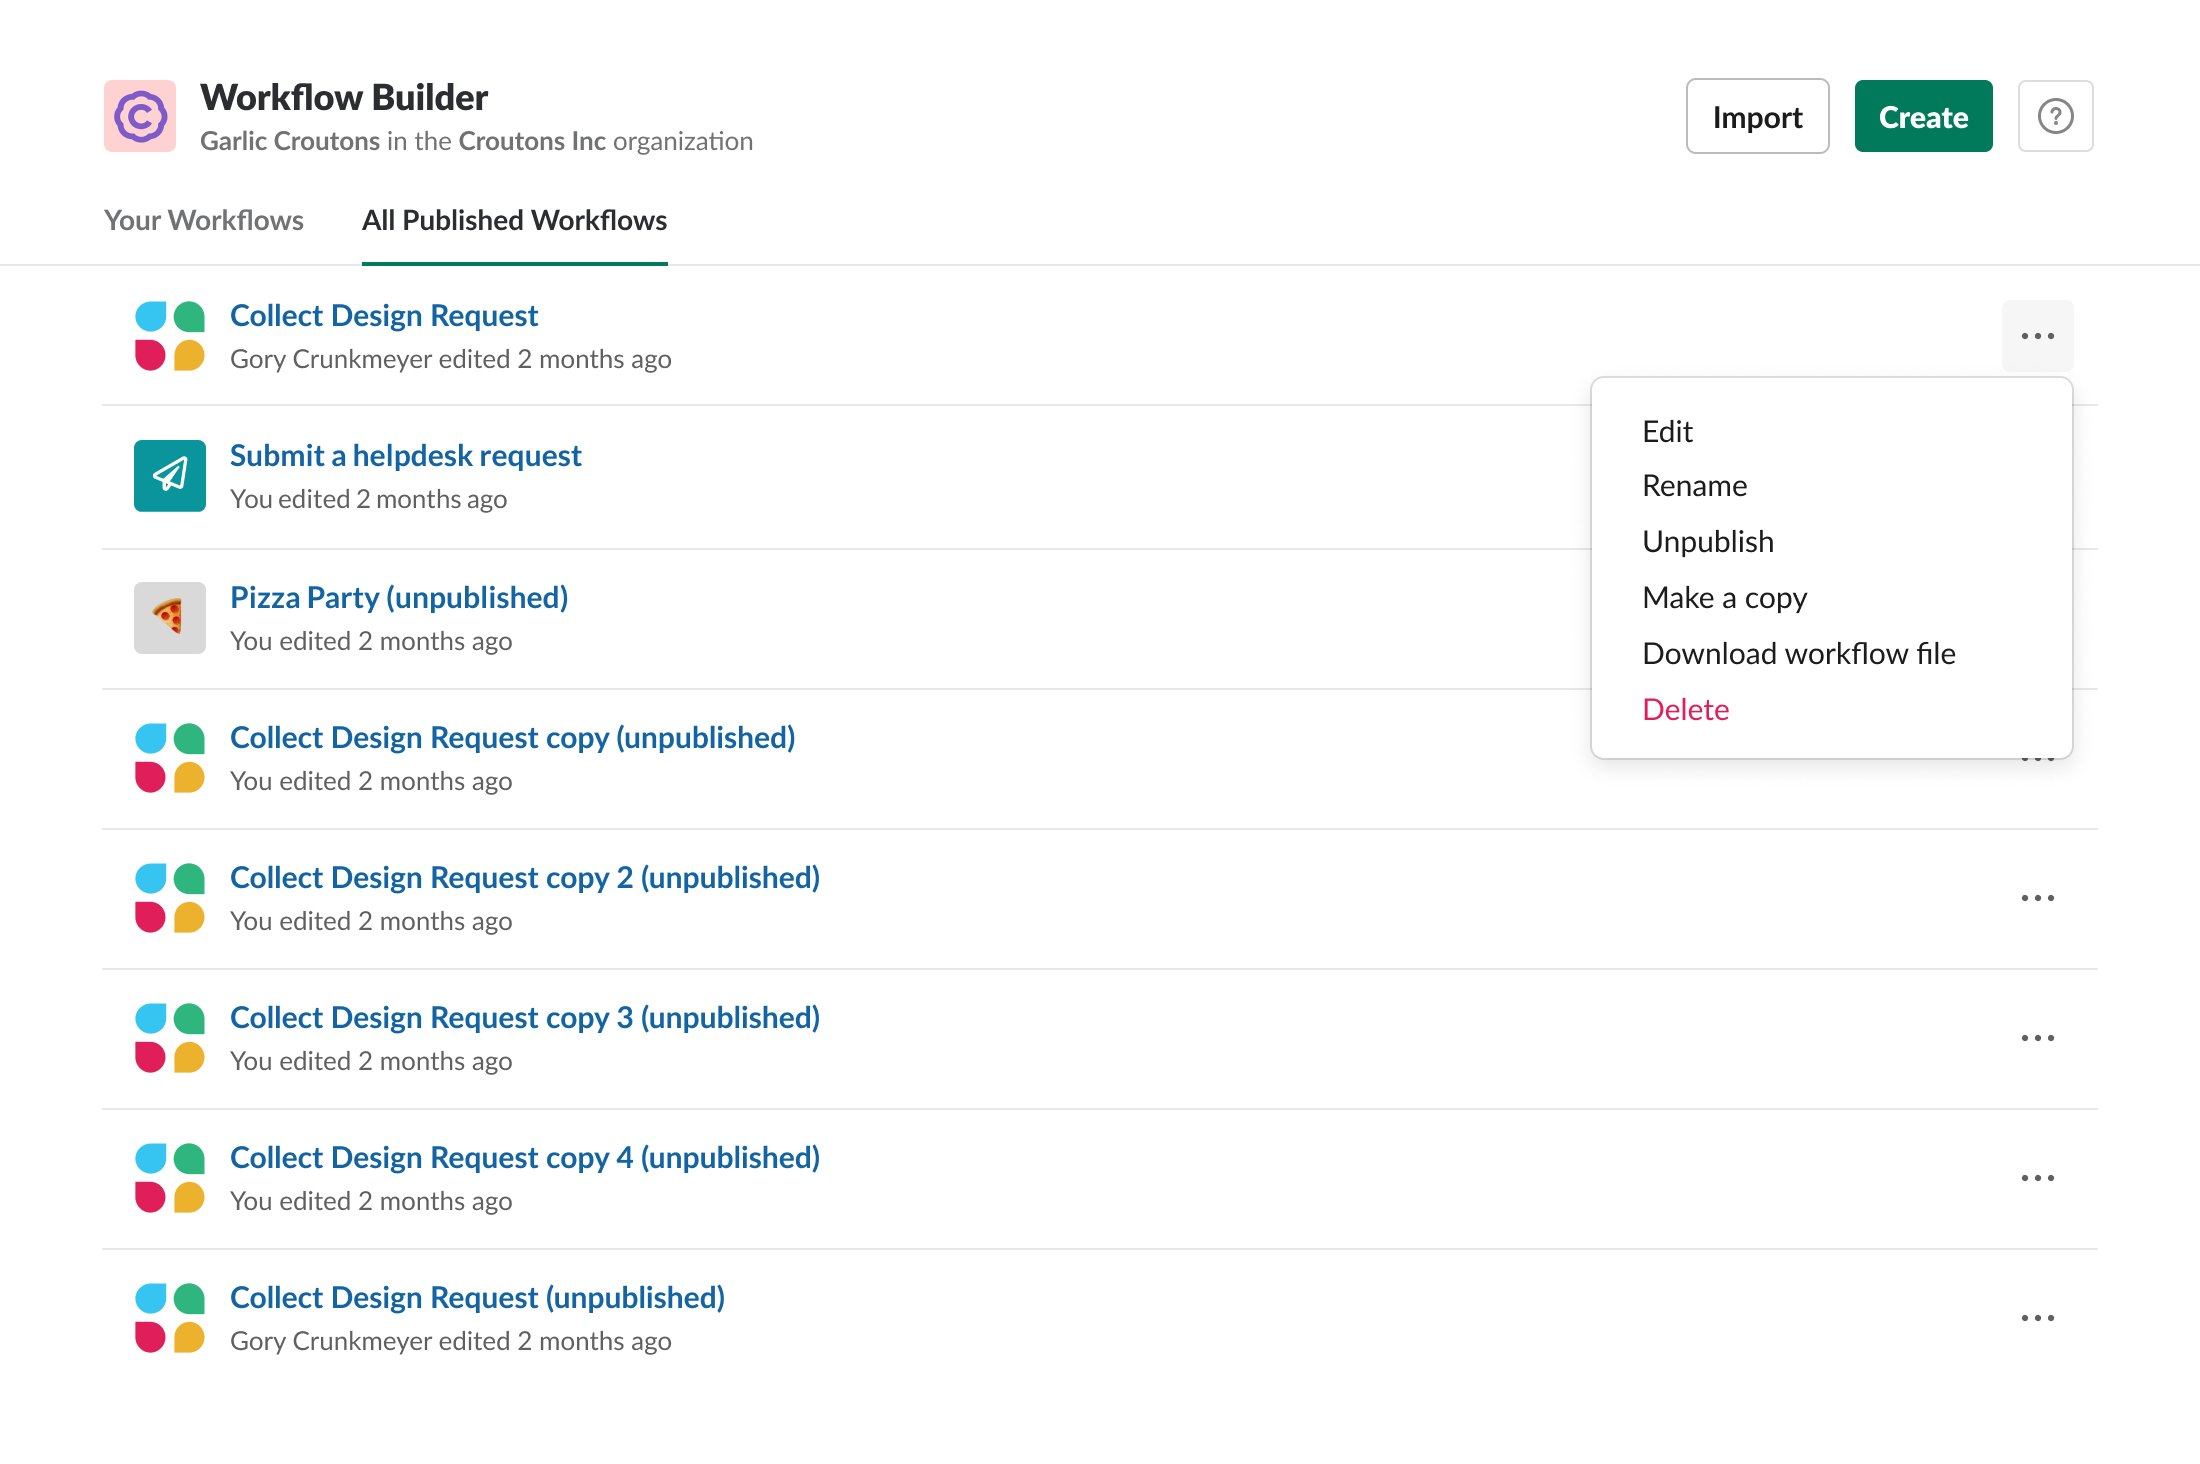 Workflow Builder
Garlic Croutons in the Croutons Inc organization
Import
Create
?
Your Workflows
All Published Workflows
Collect Design Request
Gory Crunkmeyer edited 2 months ago
Submit a helpdesk request
You edited 2 months ago
Pizza Party (unpublished)
You edited 2 months ago
Collect Design Request copy (unpublished)
You edited 2 months ago
Collect Design Request copy 2 (unpublished)
You edited 2 months ago
Collect Design Request copy 3 (unpublished)
You edited 2 months ago
Collect Design Request copy 4 (unpublished)
You edited 2 months ago
Collect Design Request (unpublished)
Gory Crunkmeyer edited 2 months ago
Edit
Rename
Unpublish
Make a copy
Download workflow file
Delete